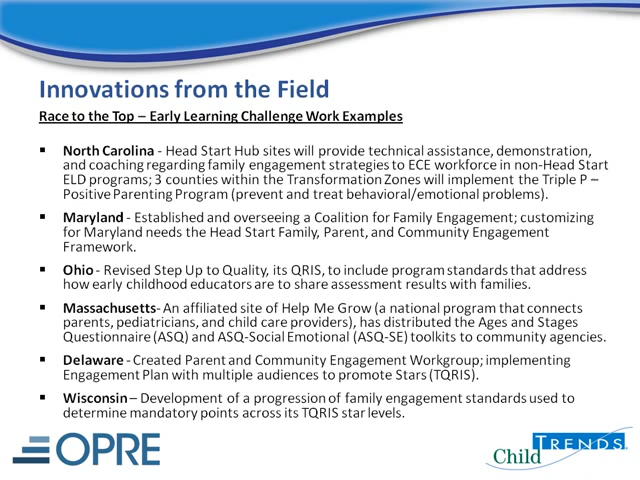 Innovations from the Field
Race to the Top – Early Learning Challenge Work Examples
▪ North Carolina - Head Start Hub sites will provide technical assistance, demonstration,
and coaching regarding family engagement strategies to ECE workforce in non-Head Start
ELD programs; 3 counties within the Transformation Zones will implement the Triple P –
Positive Parenting Program (prevent and treat behavioral/emotional problems).
▪ Maryland - Established and overseeing a Coalition for Family Engagement; customizing
for Maryland needs the Head Start Family, Parent, and Community Engagement
Framework.
▪ Ohio - Revised Step Up to Quality, its QRIS, to include program standards that address
how early childhood educators are to share assessment results with families.
▪ Massachusetts- An affiliated site of Help Me Grow (a national program that connects
parents, pediatricians, and child care providers), has distributed the Ages and Stages
Questionnaire (ASQ) and ASQ-Social Emotional (ASQ-SE) toolkits to community agencies.
▪ Delaware - Created Parent and Community Engagement Workgroup; implementing
Engagement Plan with multiple audiences to promote Stars (TQRIS).
▪ Wisconsin – Development of a progression of family engagement standards used to
determine mandatory points across its TQRIS star levels.
OPRE
Child TRENDS®